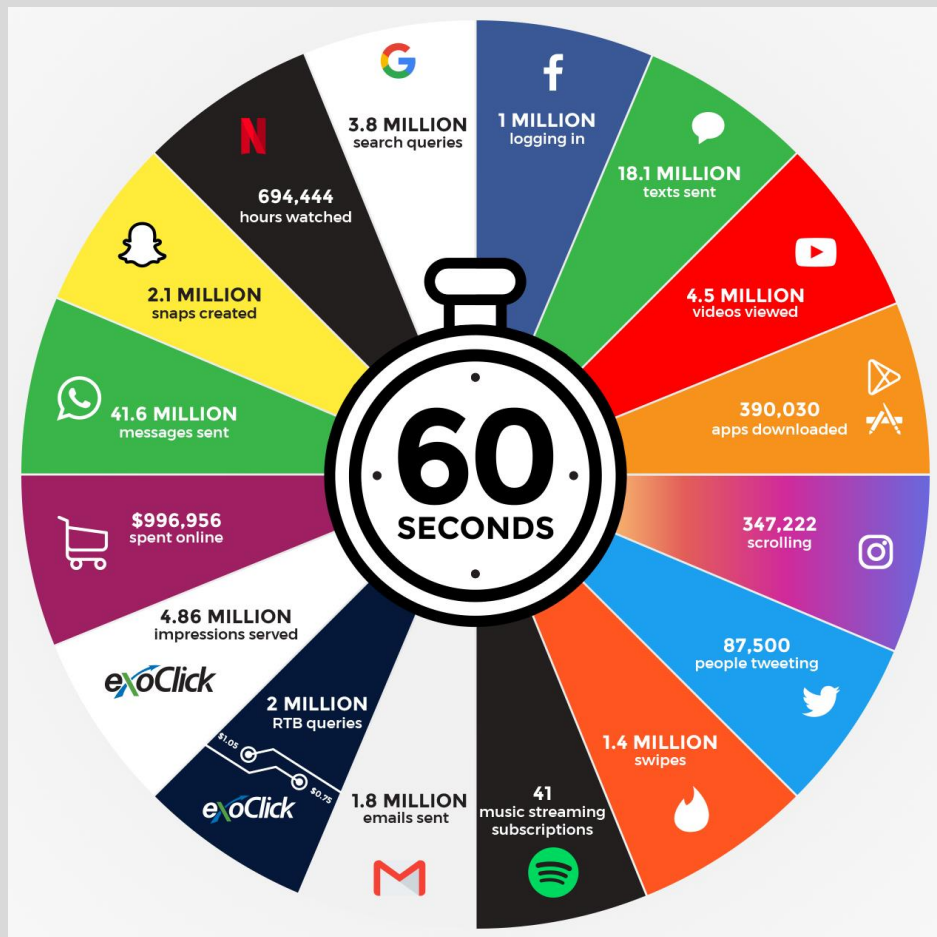 3.8 MILLION
search queries
1 MILLION
logging in
18.1 MILLION
texts sent
4.5 MILLION
videos viewed
390,030
apps downloaded
347,222
scrolling
87,500
people tweeting
1.4 MILLION
swipes
41
music streaming
subscriptions
1.8 MILLION
emails sent
2 MILLION
RTB queries
$1.05
$0.75
exoClick
4.86 MILLION
impressions served
exoClick
$996,956
spent online
41.6 MILLION
messages sent
2.1 MILLION
snaps created
N
694,444
hours watched
G
f
60
SECONDS